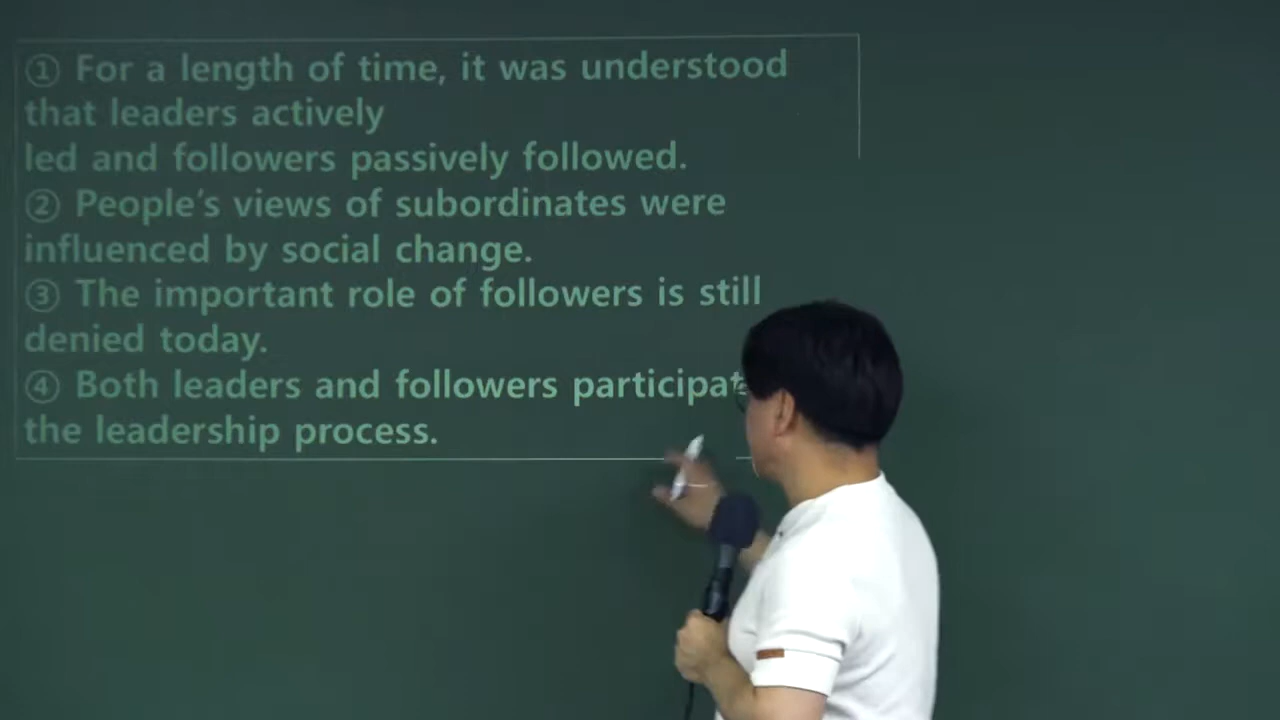 ① For a length of time, it was understood
that leaders actively
led and followers passively followed.
② People's views of subordinates were
influenced by social change.
③ The important role of followers is still
denied today.
④ Both leaders and followers
the leadership process.